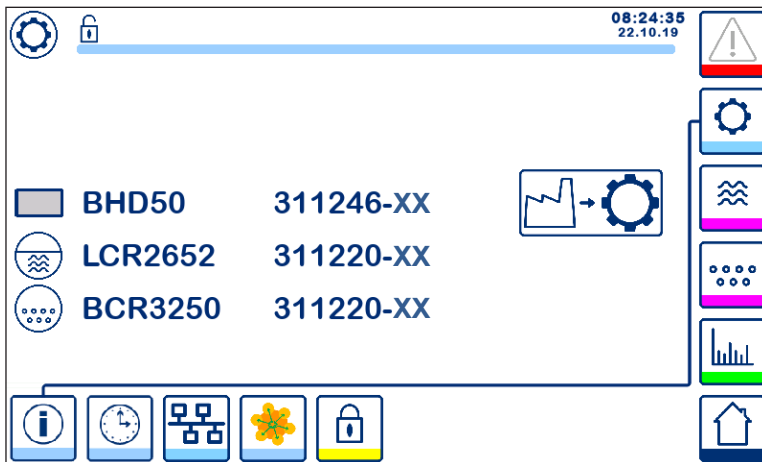 08:24:35
22.10.19
BHD50 311246-XX
LCR2652 311220-XX
BCR3250 311220-XX